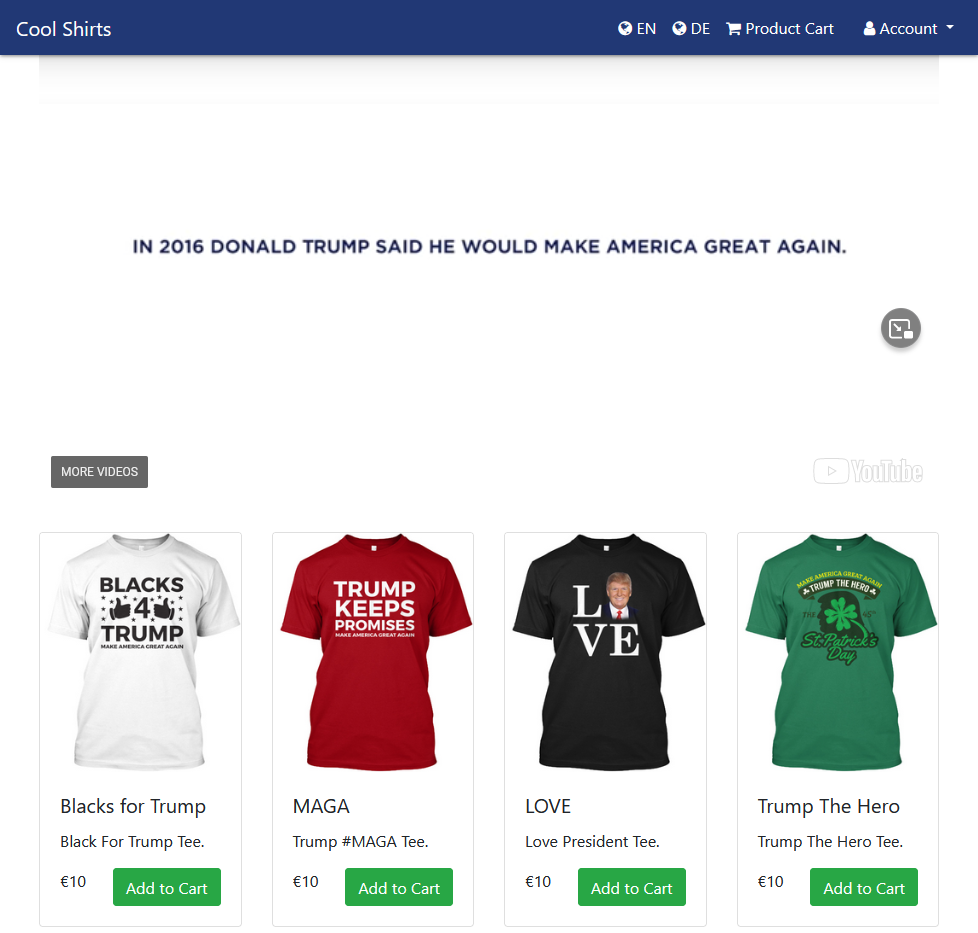 Cool Shirts
EN DE Product Cart Account
IN 2016 DONALD TRUMP SAID HE WOULD MAKE AMERICA GREAT AGAIN.
MORE VIDEOS
YouTube
BLACKS
4
TRUMP
MAKE AMERICA GREAT AGAIN
TRUMP
KEEPS
PROMISES
MAKE AMERICA GREAT AGAIN
L
VE
MAKE AMERICA GREAT AGAIN
TRUMP THE HERO
THE 45TH
St. Patrick's
Day
Blacks for Trump
Black For Trump Tee.
€10
Add to Cart
MAGA
Trump #MAGA Tee.
€10
Add to Cart
LOVE
Love President Tee.
€10
Add to Cart
Trump The Hero
Trump The Hero Tee.
€10
Add to Cart